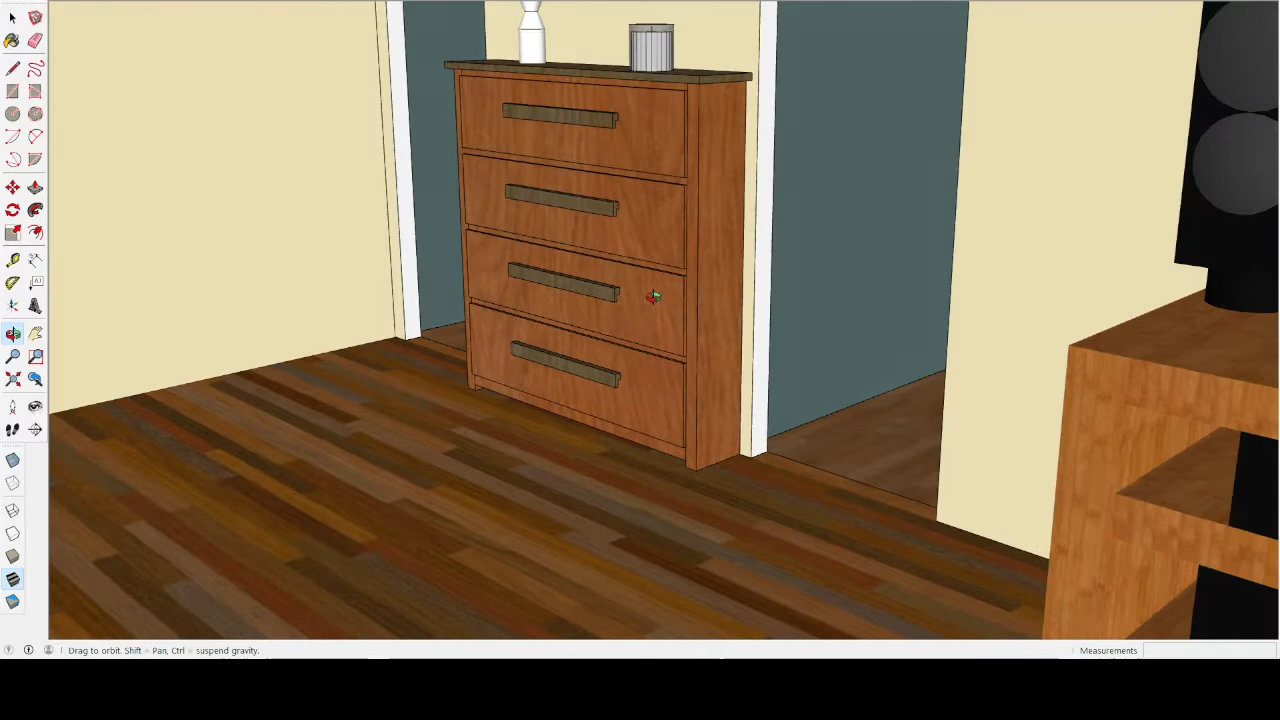 Drag to orbit. Shift = Pan, Ctrl = suspend gravity.
Measurements